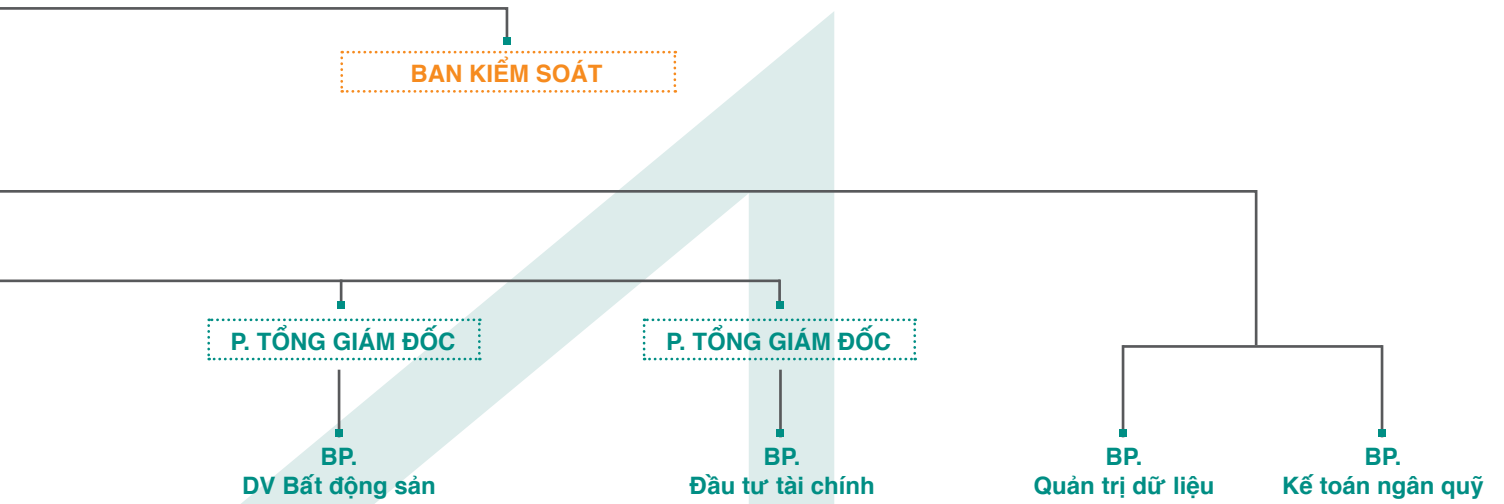 BAN KIỂM SOÁT
P. TỔNG GIÁM ĐỐC
P. TỔNG GIÁM ĐỐC
BP.
DV Bất động sản
BP.
Đầu tư tài chính
BP.
Quản trị dữ liệu
BP.
Kế toán ngân quỹ